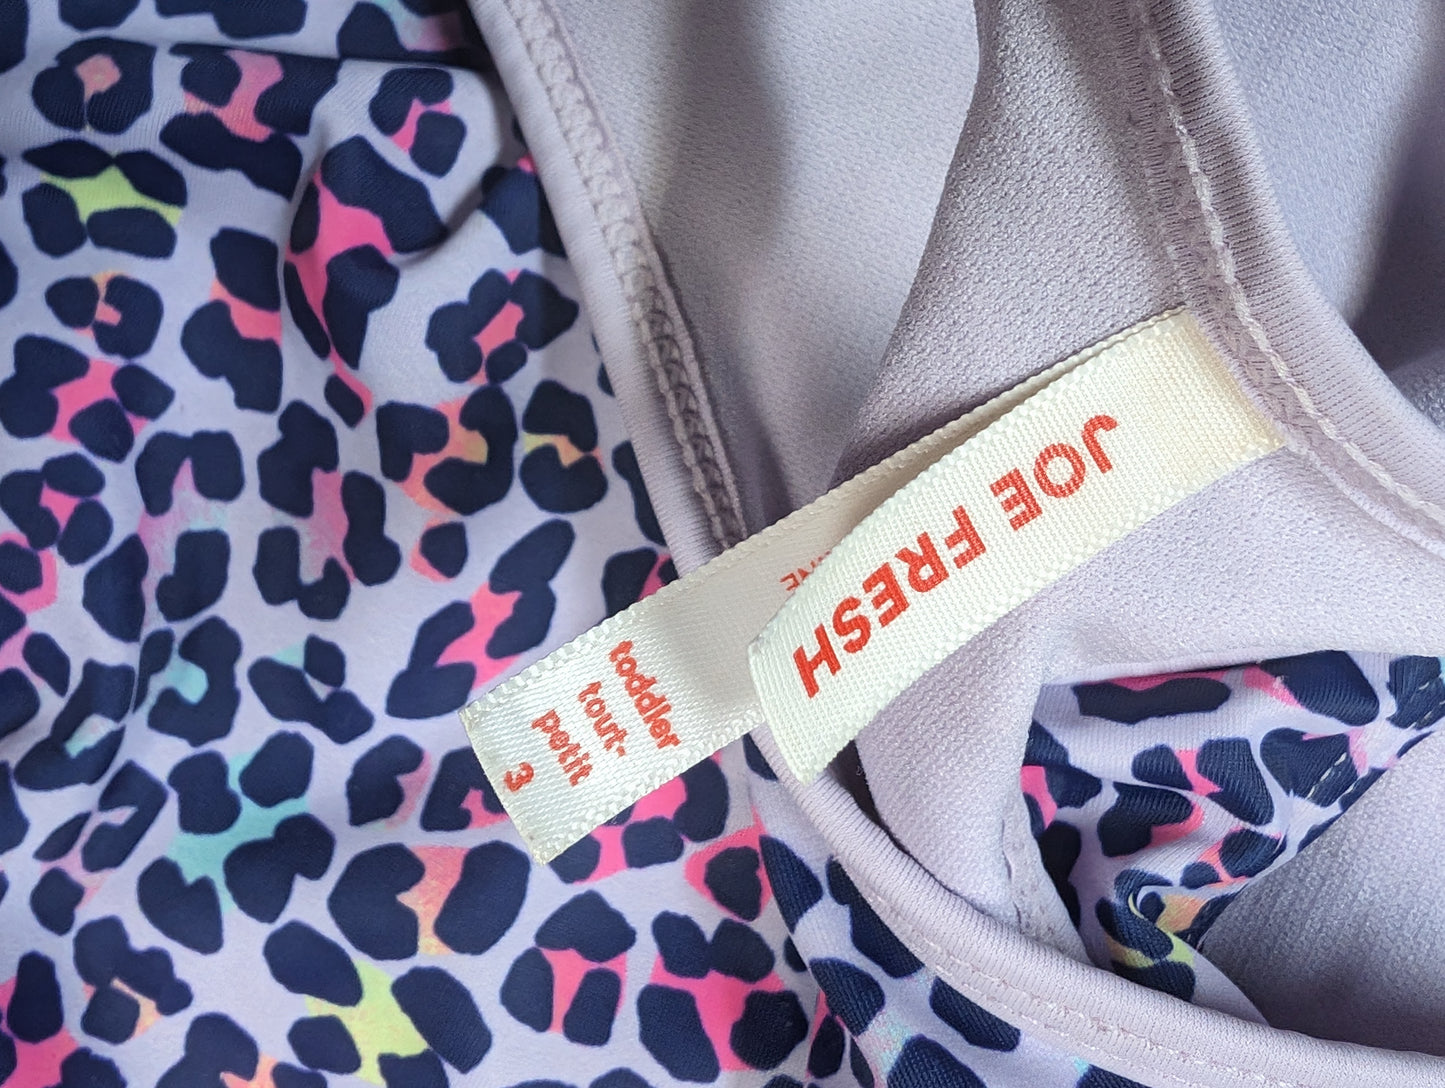 JOE FRESH
toddler
tout-
petit
3